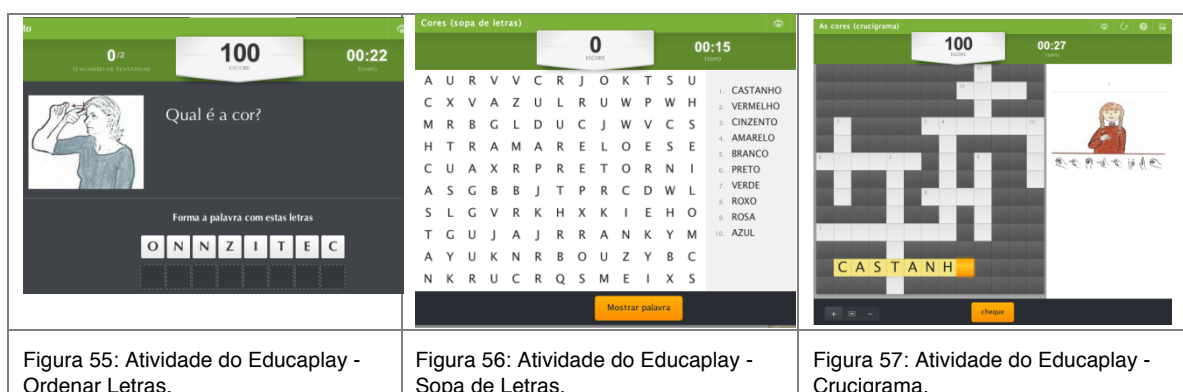 to
0/2
O NÚMERO DE TENTATIVAS
100
ESCORE
00:22
TEMPO
Qual é a cor?
Forma a palavra com estas letras
O N N Z I T E C
Figura 55: Atividade do Educaplay -
Ordenar Letras.
Cores (sopa de letras)
0
ESCORE
00:15
TEMPO
A U R V V C R J O K T S U
C X V A Z U L R U W P W H
M R B G L D U C J W V C S
H T R A M A R E L O E S E
C U A X R P R E T O R N I
A S G B B J T P R C D W L
S L G V R K H X K I E H O
T G U J A J R R A N K Y M
A Y U K N R B O U Z Y B C
N K R U C R Q S M E I X S
1. CASTANHO
2. VERMELHO
3. CINZENTO
4. AMARELO
5. BRANCO
6. PRETO
7. VERDE
8. ROXO
9. ROSA
10. AZUL
Mostrar palavra
Figura 56: Atividade do Educaplay -
Sopa de Letras.
As cores (crucigrama)
100
ESCORE
00:27
TEMPO
1
C A S T A N H
cheque
Figura 57: Atividade do Educaplay -
Crucigrama.